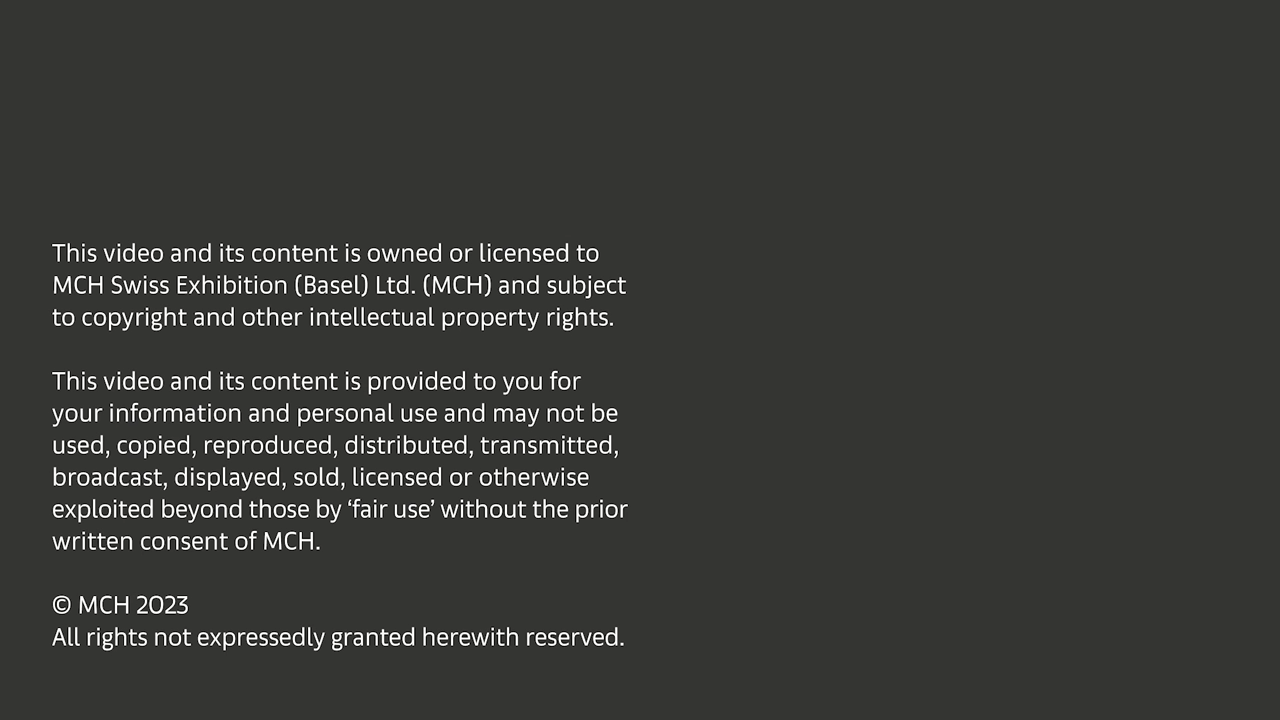 This video and its content is owned or licensed to
MCH Swiss Exhibition (Basel) Ltd. (MCH) and subject
to copyright and other intellectual property rights.
This video and its content is provided to you for
your information and personal use and may not be
used, copied, reproduced, distributed, transmitted,
broadcast, displayed, sold, licensed or otherwise
exploited beyond those by ‘fair use’ without the prior
written consent of MCH.
© MCH 2023
All rights not expressedly granted herewith reserved.